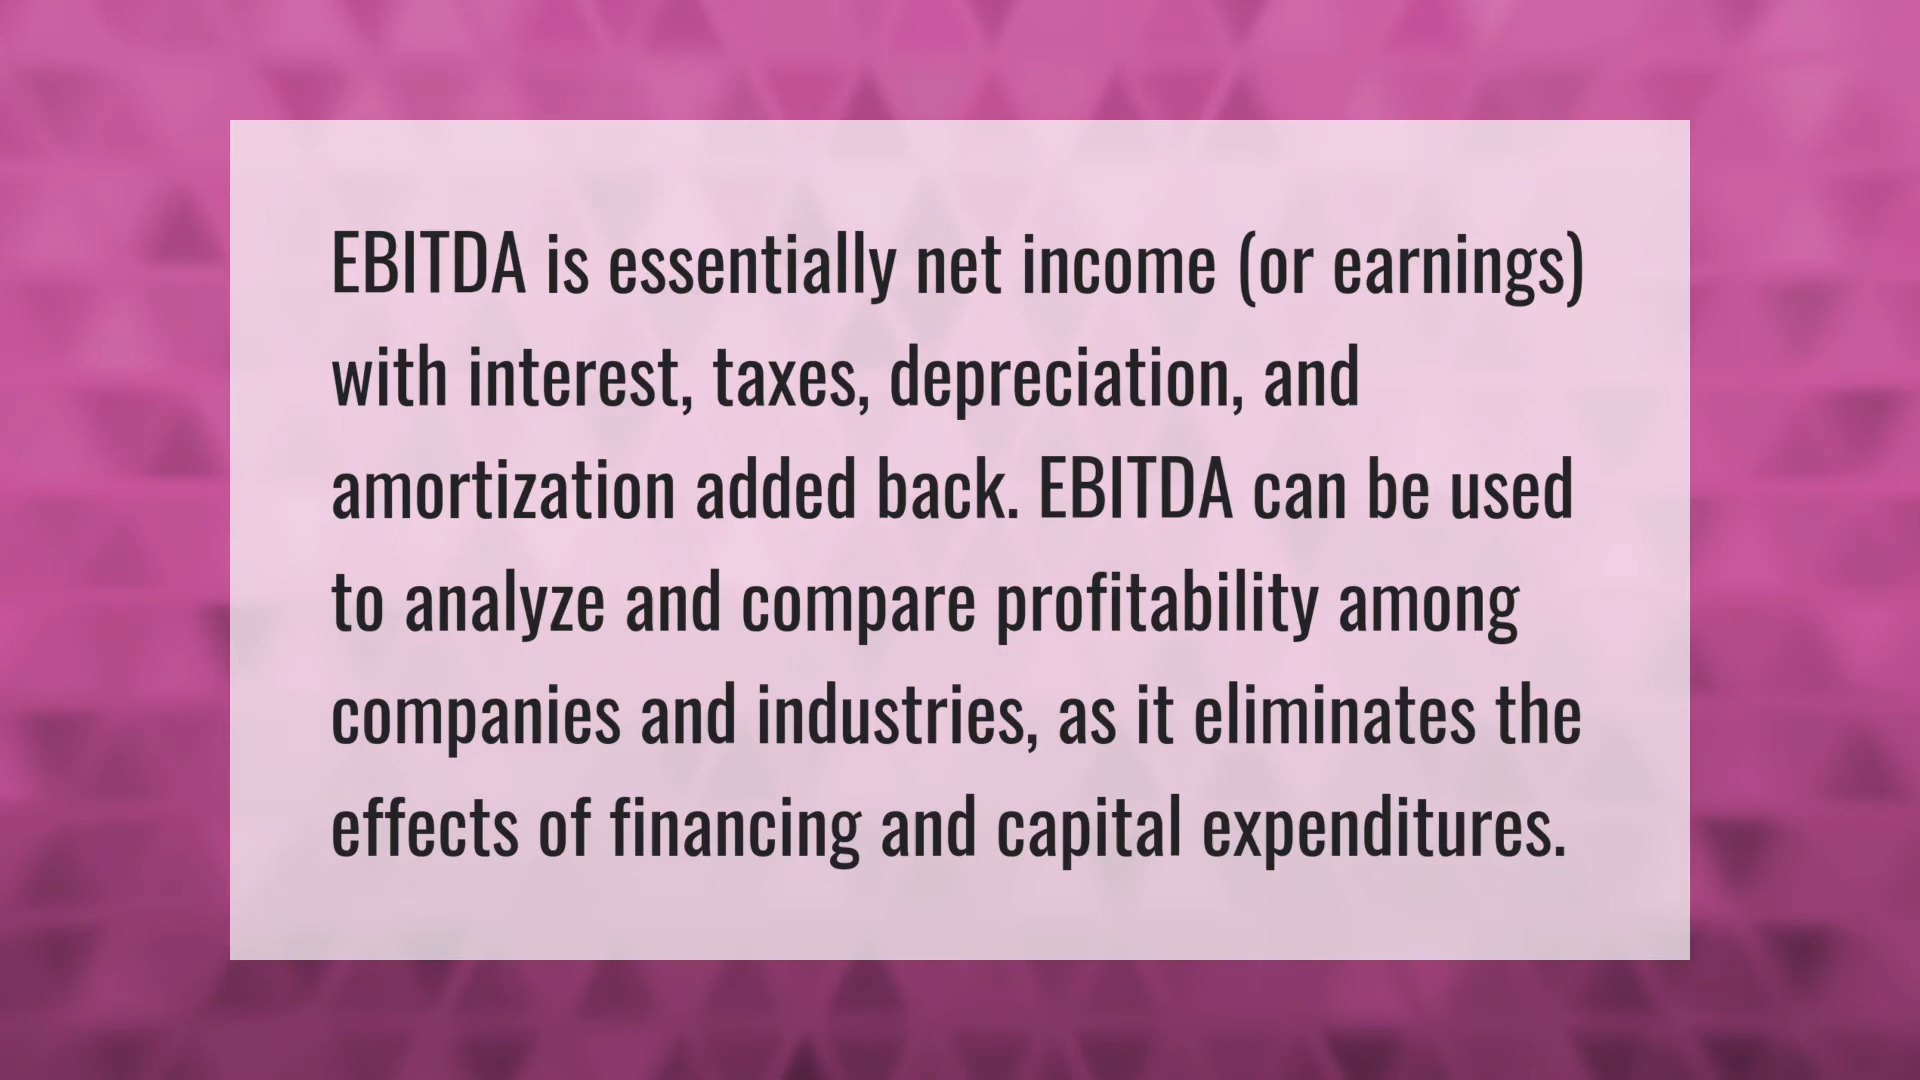 EBITDA is essentially net income (or earnings)
with interest, taxes, depreciation, and
amortization added back. EBITDA can be used
to analyze and compare profitability among
companies and industries, as it eliminates the
effects of financing and capital expenditures.